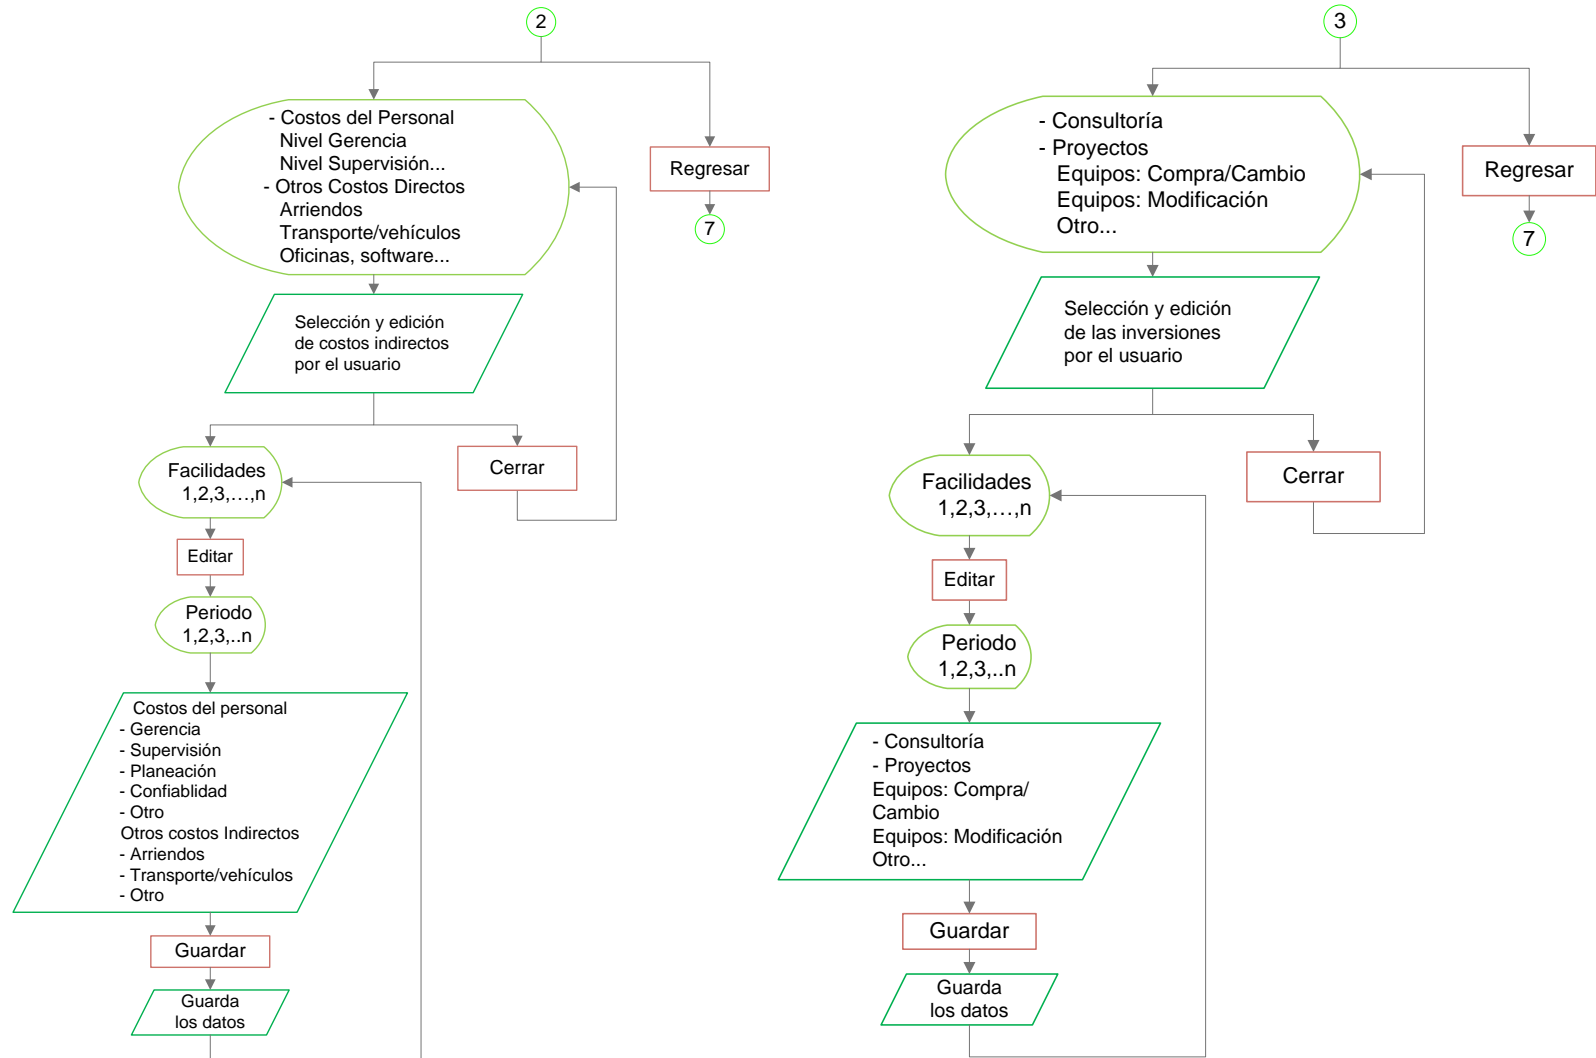 2
- Costos del Personal
Nivel Gerencia
Nivel Supervisión...
- Otros Costos Directos
Arriendos
Transporte/vehículos
Oficinas, software...
Regresar
7
Selección y edición
de costos indirectos
por el usuario
Facilidades
1,2,3,...,n
Cerrar
Editar
Periodo
1,2,3,..n
Costos del personal
- Gerencia
- Supervisión
- Planeación
- Confiablidad
- Otro
Otros costos Indirectos
- Arriendos
- Transporte/vehículos
- Otro
Guardar
Guarda
los datos
3
- Consultoría
- Proyectos
Equipos: Compra/Cambio
Equipos: Modificación
Otro...
Regresar
7
Selección y edición
de las inversiones
por el usuario
Facilidades
1,2,3,...,n
Cerrar
Editar
Periodo
1,2,3,..n
- Consultoría
- Proyectos
Equipos: Compra/
Cambio
Equipos: Modificación
Otro...
Guardar
Guarda
los datos